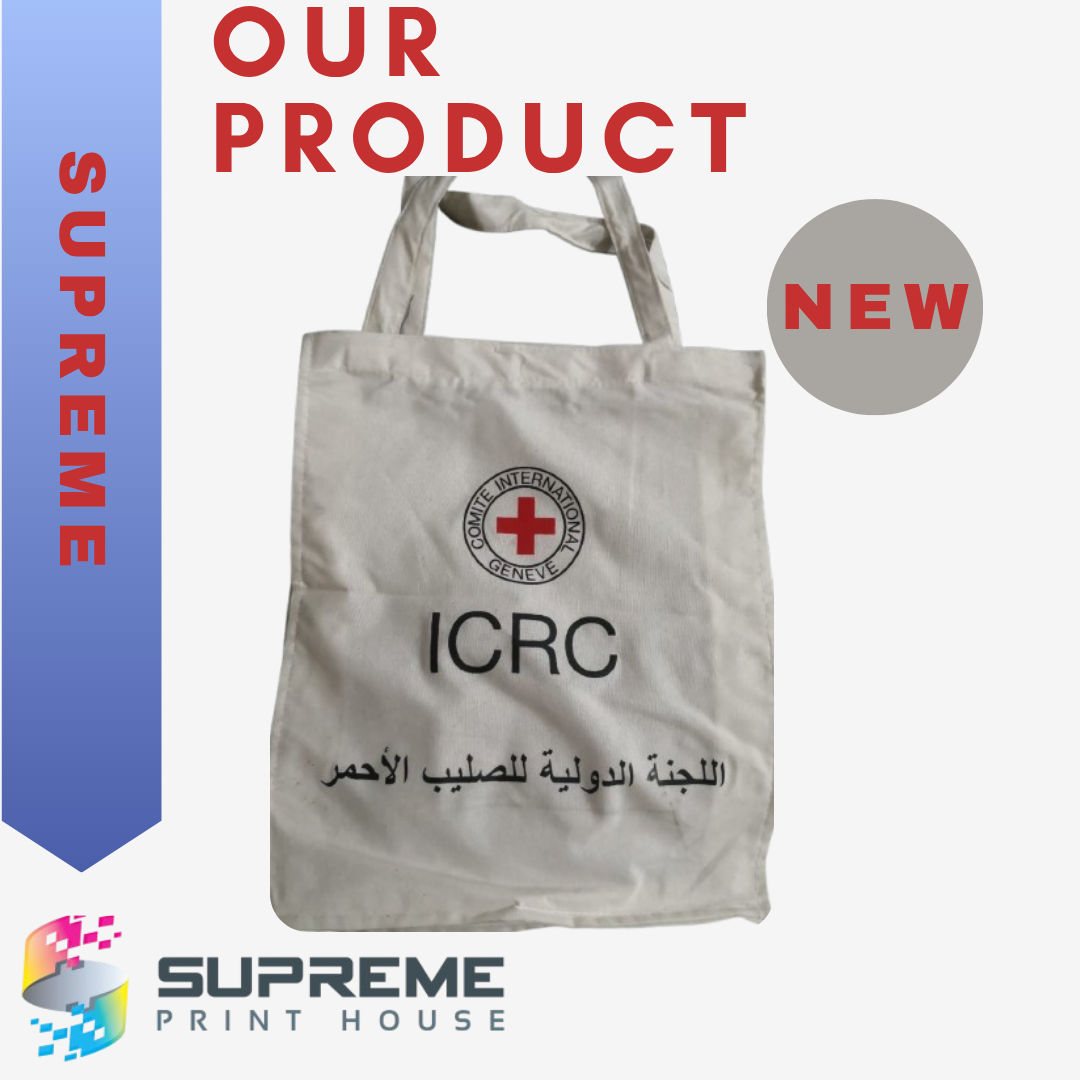 OUR
PRODUCT
SUPREME
NEW
COMITE INTERNATIONAL
GENEVE
ICRC
اللجنة الدولية للصليب الأحمر
SUPREME
PRINT HOUSE